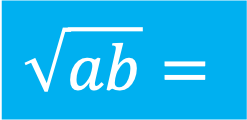 √ab =